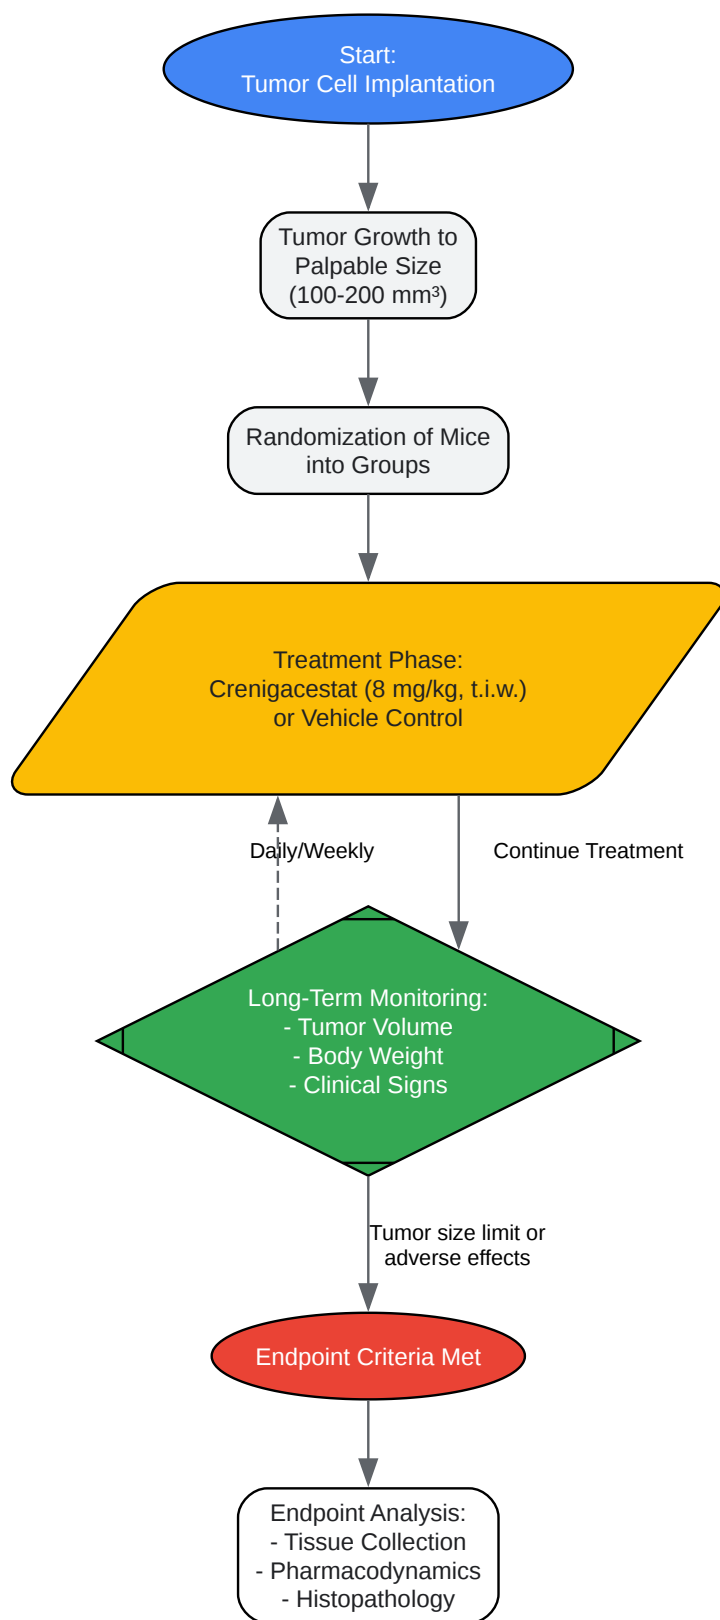 Start:
Tumor Cell Implantation
Tumor Growth to
Palpable Size
(100-200 mm³)
Randomization of Mice
into Groups
Treatment Phase:
Crenigacestat (8 mg/kg, t.i.w.)
or Vehicle Control
Daily/Weekly
Continue Treatment
Long-Term Monitoring:
- Tumor Volume
- Body Weight
- Clinical Signs
Tumor size limit or
adverse effects
Endpoint Criteria Met
Endpoint Analysis:
- Tissue Collection
- Pharmacodynamics
- Histopathology